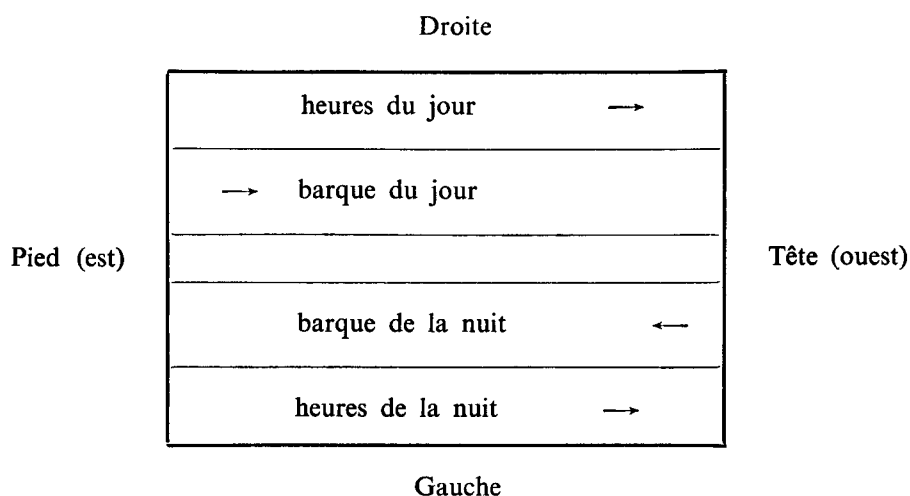 Droite
heures du jour →
→ barque du jour
Pied (est)
Tête (ouest)
barque de la nuit ←
heures de la nuit →
Gauche